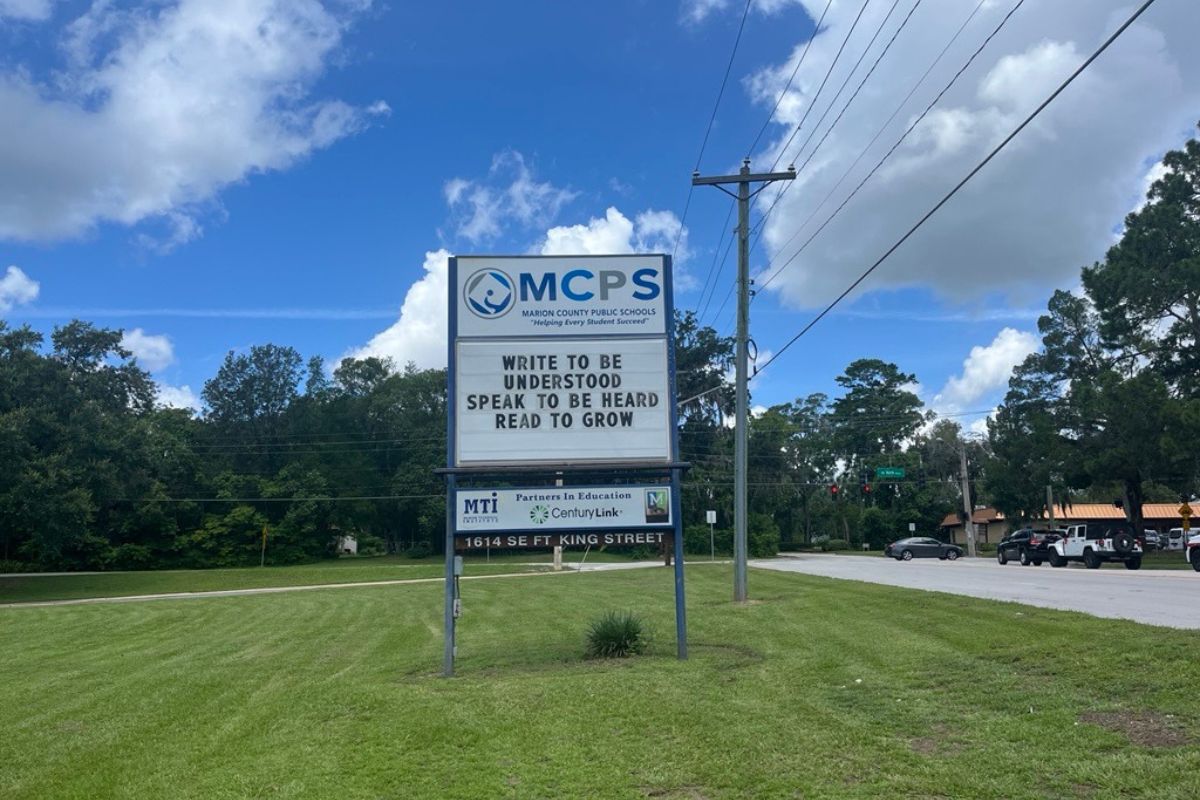 MCPS
MARION COUNTY PUBLIC SCHOOLS
"Helping Every Student Succeed"
WRITE TO BE
UNDERSTOOD
SPEAK TO BE HEARD
READ TO GROW
Partners In Education
MTi
CenturyLink
M
1614 SE FT KING STREET